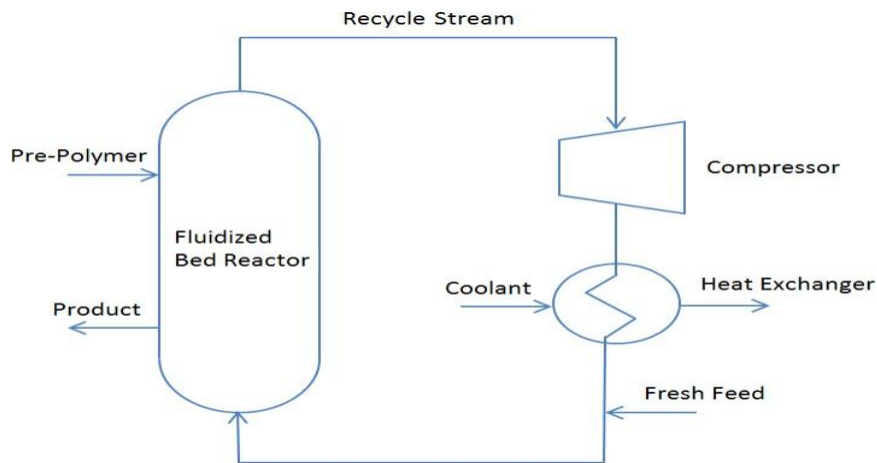 Recycle Stream
Pre-Polymer
Compressor
Fluidized
Bed Reactor
Coolant
Heat Exchanger
Product
Fresh Feed